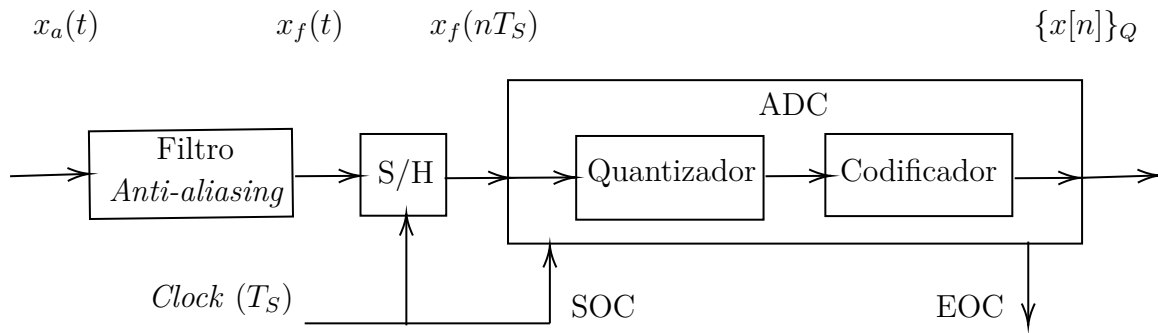 x_a(t) x_f(t) x_f(nT_S) {x[n]}_Q
ADC
Filtro
Anti-aliasing
S/H
Quantizador
Codificador
Clock (T_S)
SOC
EOC